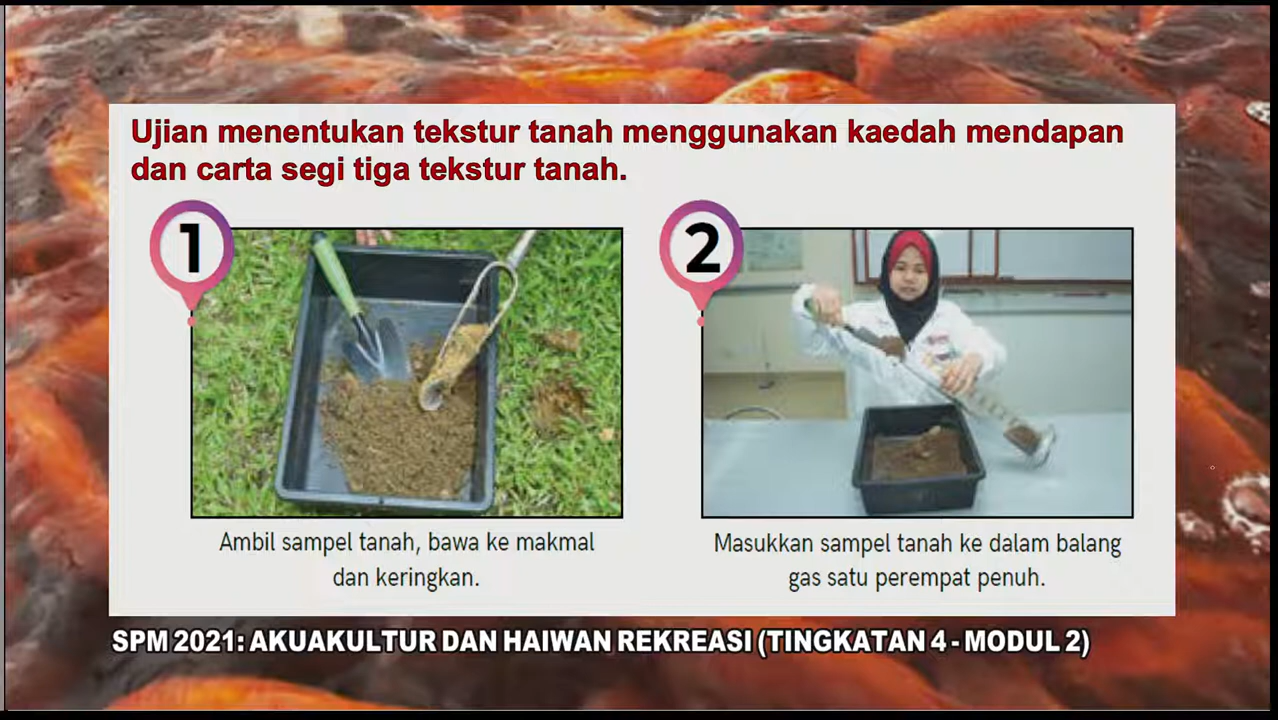 Ujian menentukan tekstur tanah menggunakan kaedah mendapan
dan carta segi tiga tekstur tanah.
1
2
Ambil sampel tanah, bawa ke makmal
dan keringkan.
Masukkan sampel tanah ke dalam balang
gas satu perempat penuh.
SPM 2021: AKUAKULTUR DAN HAIWAN REKREASI (TINGKATAN 4 - MODUL 2)